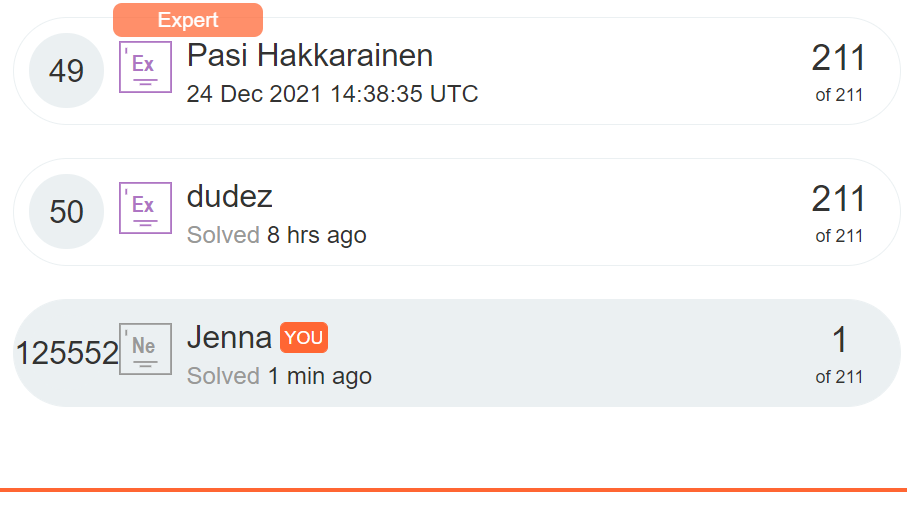 Expert
49
Ex
Pasi Hakkarainen
24 Dec 2021 14:38:35 UTC
211
of 211
50
Ex
dudez
Solved 8 hrs ago
211
of 211
125552
Ne
Jenna YOU
Solved 1 min ago
1
of 211